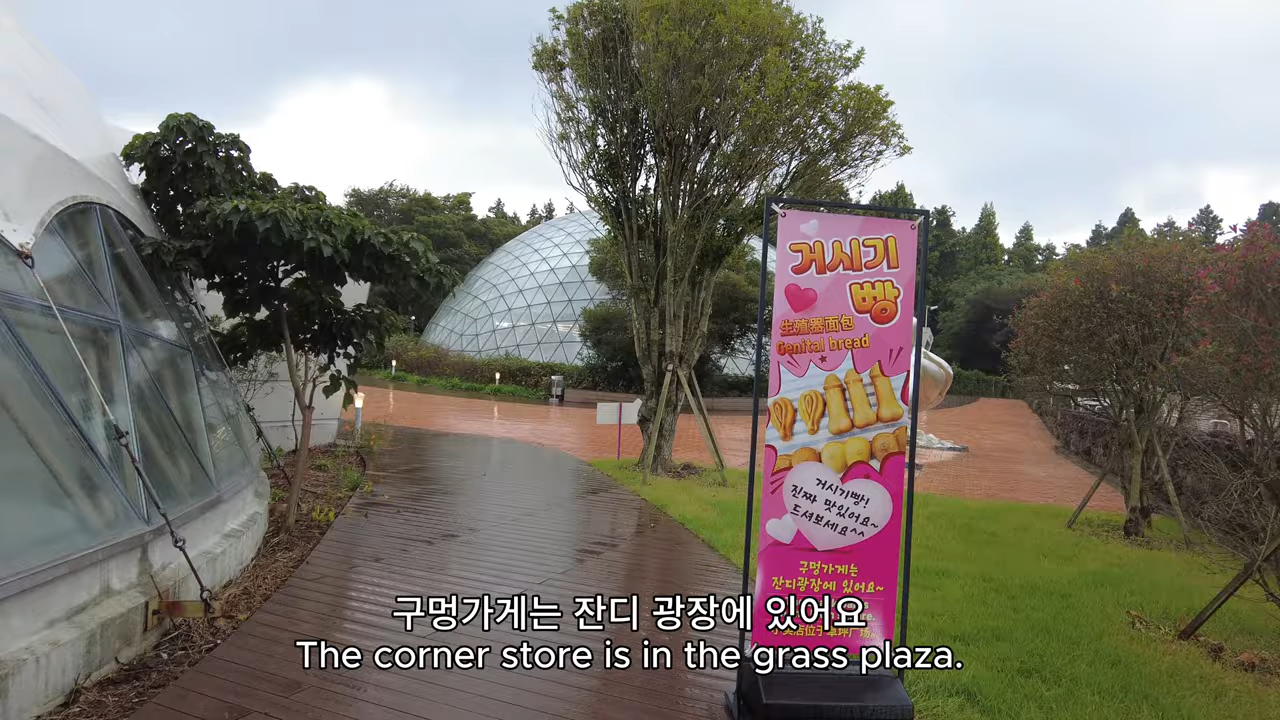 거시기
빵
生殖器面包
Genital bread
거시기빵!
진짜 맛있어요~
드셔보세요^^
구멍가게는
잔디광장에 있어요~
구멍가게는 잔디 광장에 있어요
The corner store is in the grass plaza.